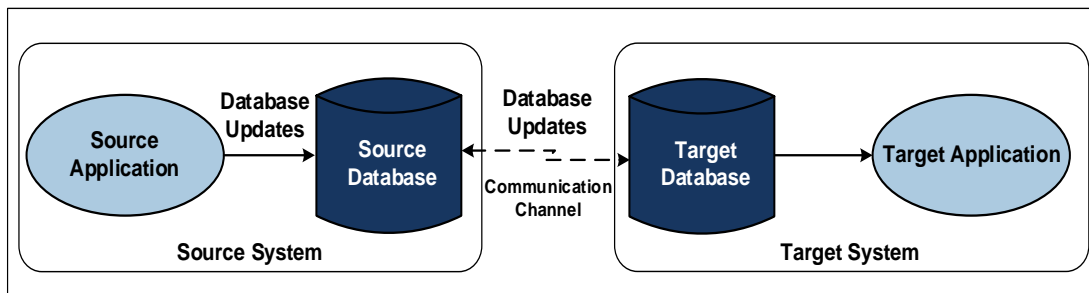 Source
Application
Database
Updates
Source
Database
Source System
Database
Updates
Communication
Channel
Target
Database
Target Application
Target System